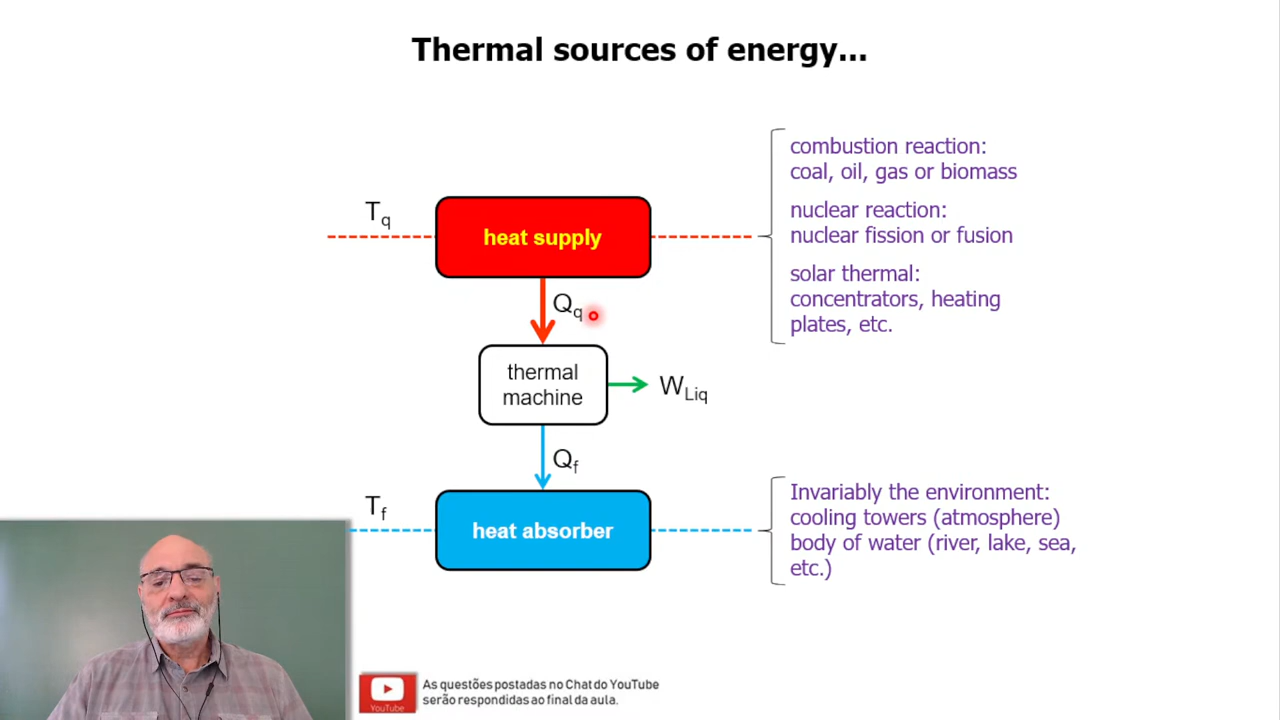 Thermal sources of energy...
combustion reaction:
coal, oil, gas or biomass
nuclear reaction:
nuclear fission or fusion
solar thermal:
concentrators, heating
plates, etc.
Tq
heat supply
Qq
thermal
machine
WLiq
Qf
Tf
heat absorber
Invariably the environment:
cooling towers (atmosphere)
body of water (river, lake, sea,
etc.)
YouTube
As questões postadas no Chat do YouTube
serão respondidas ao final da aula.